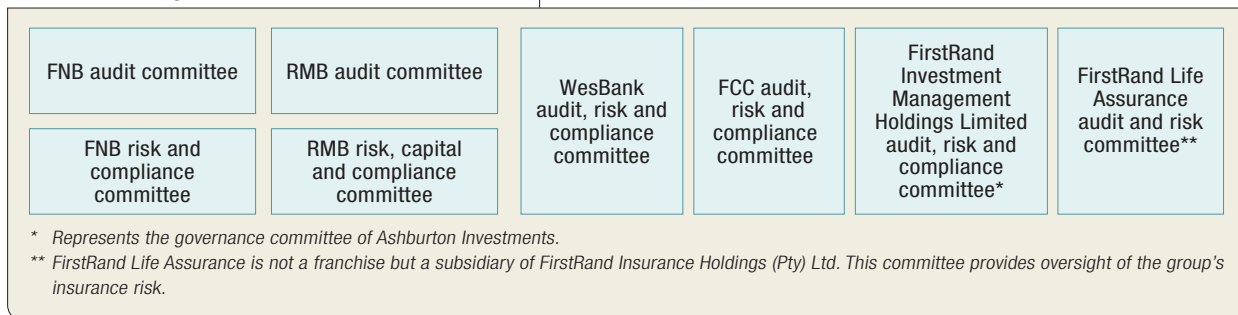 FNB audit committee
RMB audit committee
FNB risk and
compliance
committee
RMB risk, capital
and compliance
committee
WesBank
audit, risk and
compliance
committee
FCC audit,
risk and
compliance
committee
FirstRand
Investment
Management
Holdings Limited
audit, risk and
compliance
committee*
FirstRand Life
Assurance
audit and risk
committee**
* Represents the governance committee of Ashburton Investments.
** FirstRand Life Assurance is not a franchise but a subsidiary of FirstRand Insurance Holdings (Pty) Ltd. This committee provides oversight of the group's
insurance risk.